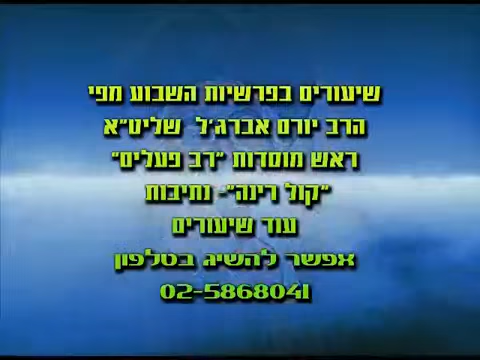 שיעורים בפרשיות השבוע מפי
הרב יורם אברג'ל שליט"א
ראש מוסדות "רב פעלים"
"קול רינה"- נתיבות
עוד שיעורים
אפשר להשיג בטלפון
02-5868041